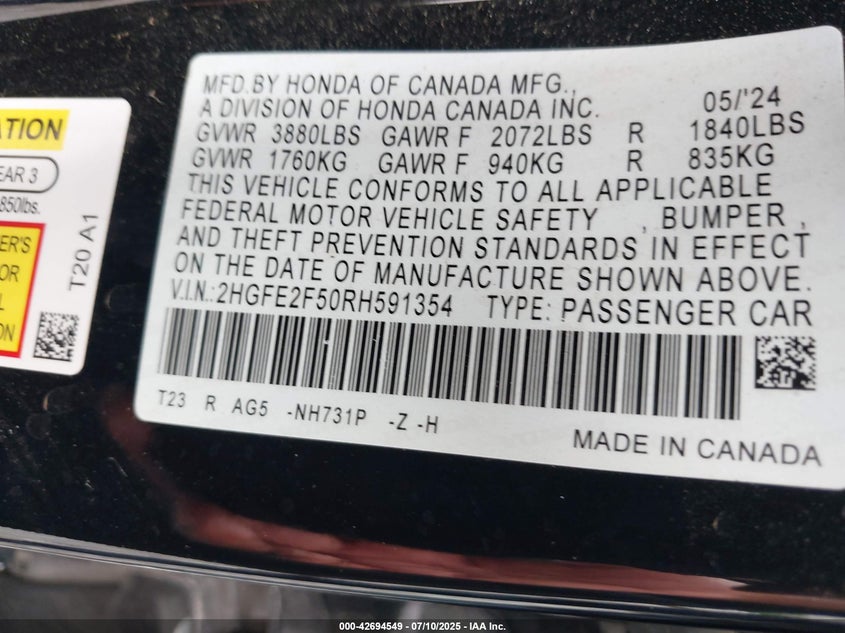 ATION
EAR 3
850lbs.
ER'S
OR
L
ON
T20 A1
MFD.BY HONDA OF CANADA MFG.,
A DIVISION OF HONDA CANADA INC. 05/'24
GVWR 3880LBS GAWR F 2072LBS R 1840LBS
GVWR 1760KG GAWR F 940KG R 835KG
THIS VEHICLE CONFORMS TO ALL APPLICABLE
FEDERAL MOTOR VEHICLE SAFETY , BUMPER ,
AND THEFT PREVENTION STANDARDS IN EFFECT
ON THE DATE OF MANUFACTURE SHOWN ABOVE.
V.I.N.:2HGFE2F50RH591354 TYPE: PASSENGER CAR
T23 R AG5 -NH731P -Z -H
MADE IN CANADA
000-42694549 - 07/10/2025 - IAA Inc.